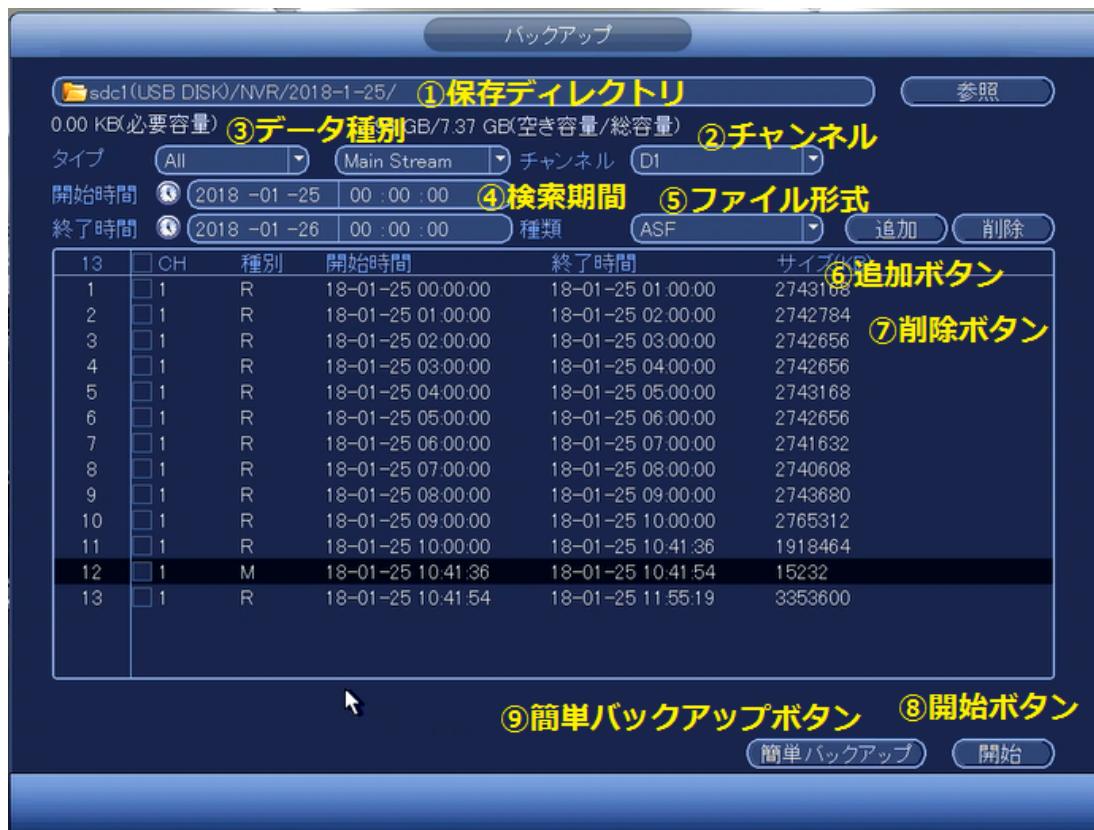 バックアップ
sdc1(USB DISK)/NVR/2018-1-25/ ①保存ディレクトリ 参照
0.00 KB(必要容量) GB/7.37 GB(空き容量/総容量)
③データ種別 ②チャンネル
タイプ All Main Stream チャンネル D1
開始時間 2018 -01 -25 00 :00 :00 ④検索期間 ⑤ファイル形式
終了時間 2018 -01 -26 00 :00 :00 種類 ASF 追加 削除
13 CH 種別 開始時間 終了時間 サイズ(KB)
⑥追加ボタン
1 1 R 18-01-25 00:00:00 18-01-25 01:00:00 2743168
2 1 R 18-01-25 01:00:00 18-01-25 02:00:00 2742784
⑦削除ボタン
3 1 R 18-01-25 02:00:00 18-01-25 03:00:00 2742656
4 1 R 18-01-25 03:00:00 18-01-25 04:00:00 2742656
5 1 R 18-01-25 04:00:00 18-01-25 05:00:00 2743168
6 1 R 18-01-25 05:00:00 18-01-25 06:00:00 2742656
7 1 R 18-01-25 06:00:00 18-01-25 07:00:00 2741632
8 1 R 18-01-25 07:00:00 18-01-25 08:00:00 2740608
9 1 R 18-01-25 08:00:00 18-01-25 09:00:00 2743680
10 1 R 18-01-25 09:00:00 18-01-25 10:00:00 2765312
11 1 R 18-01-25 10:00:00 18-01-25 10:41:36 1918464
12 1 M 18-01-25 10:41:36 18-01-25 10:41:54 15232
13 1 R 18-01-25 10:41:54 18-01-25 11:55:19 3353600
⑨簡単バックアップボタン ⑧開始ボタン
簡単バックアップ 開始